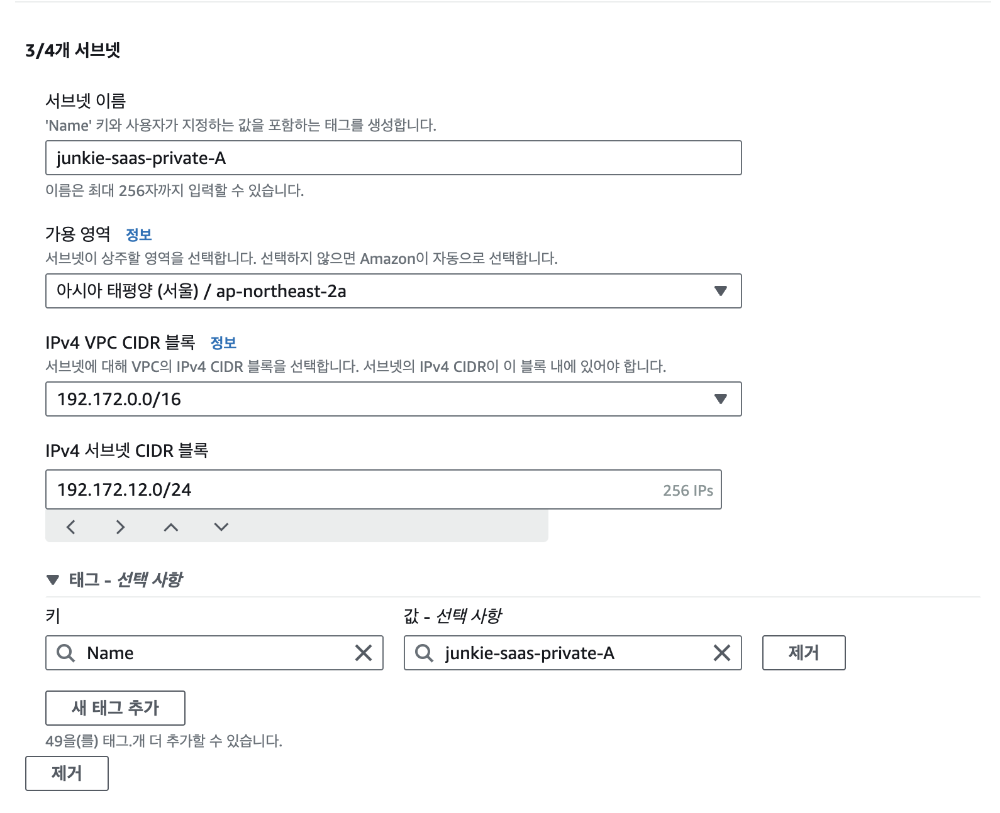 3/4개 서브넷
서브넷 이름
'Name' 키와 사용자가 지정하는 값을 포함하는 태그를 생성합니다.
junkie-saas-private-A
이름은 최대 256자까지 입력할 수 있습니다.
가용 영역 정보
서브넷이 상주할 영역을 선택합니다. 선택하지 않으면 Amazon이 자동으로 선택합니다.
아시아 태평양 (서울) / ap-northeast-2a
IPv4 VPC CIDR 블록 정보
서브넷에 대해 VPC의 IPv4 CIDR 블록을 선택합니다. 서브넷의 IPv4 CIDR이 이 블록 내에 있어야 합니다.
192.172.0.0/16
IPv4 서브넷 CIDR 블록
192.172.12.0/24 256 IPs
태그 - 선택 사항
키 값 - 선택 사항
Name junkie-saas-private-A 제거
새 태그 추가
49을(를) 태그.개 더 추가할 수 있습니다.
제거